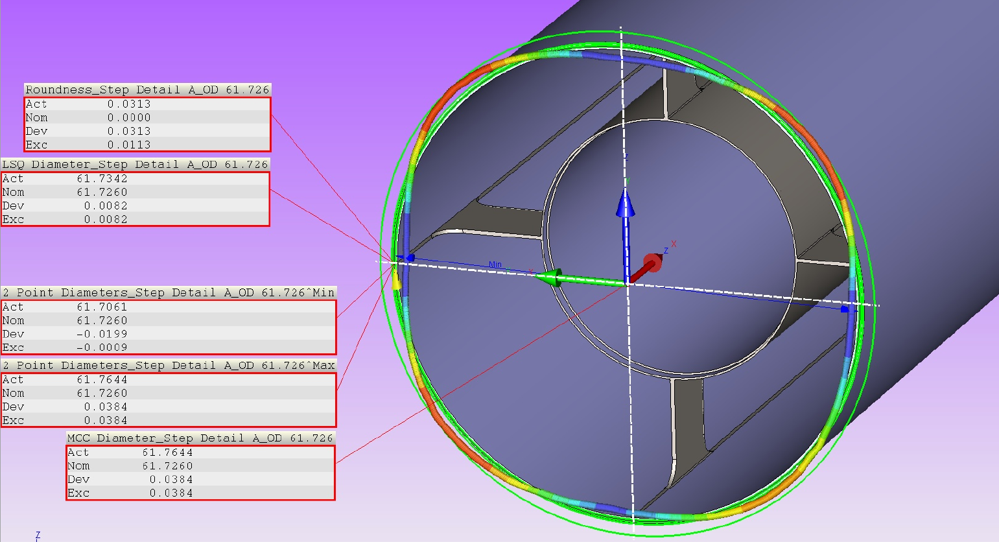 Roundness_Step Detail A_OD 61.726
Act 0.0313
Nom 0.0000
Dev 0.0313
Exc 0.0113
LSQ Diameter_Step Detail A_OD 61.726
Act 61.7342
Nom 61.7260
Dev 0.0082
Exc 0.0082
2 Point Diameters_Step Detail A_OD 61.726^Min
Act 61.7061
Nom 61.7260
Dev -0.0199
Exc -0.0009
2 Point Diameters_Step Detail A_OD 61.726^Max
Act 61.7644
Nom 61.7260
Dev 0.0384
Exc 0.0384
MCC Diameter_Step Detail A_OD 61.726
Act 61.7644
Nom 61.7260
Dev 0.0384
Exc 0.0384
Z
Y
X
Z
Min
X
Z